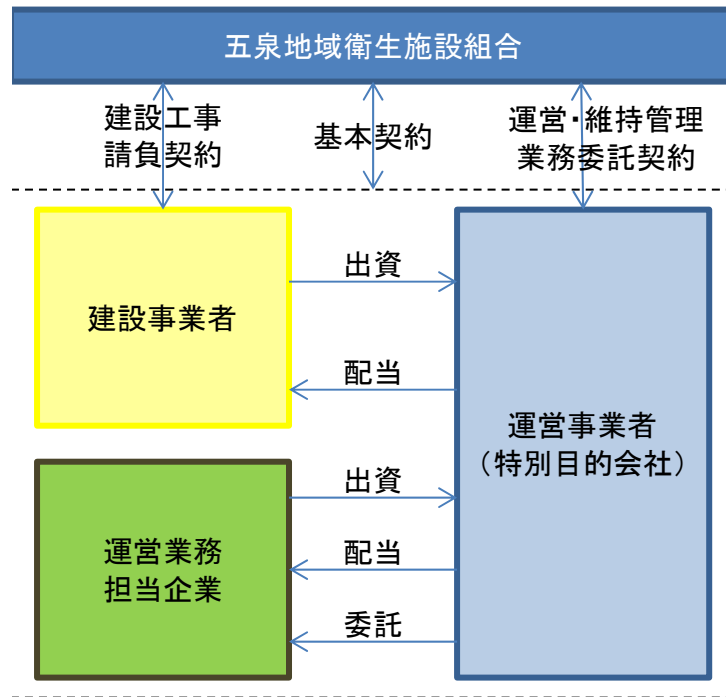 五泉地域衛生施設組合
建設工事
請負契約
基本契約
運営・維持管理
業務委託契約
建設事業者
出資
配当
運営事業者
（特別目的会社）
運営業務
担当企業
出資
配当
委託